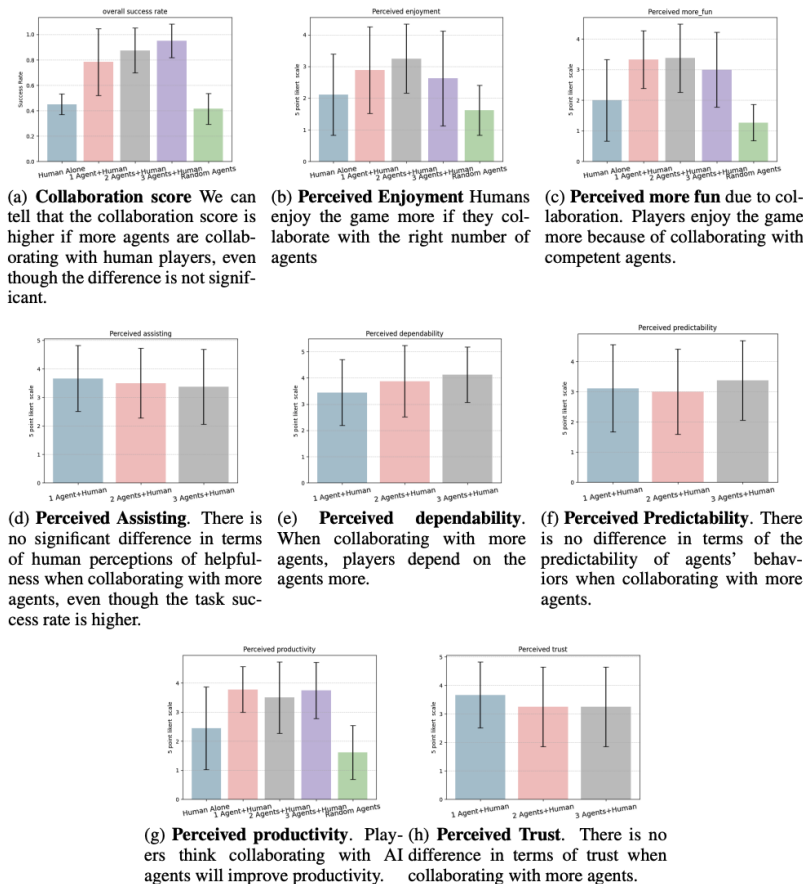 overall success rate
Success Rate
1.0
0.8
0.6
0.4
0.2
0.0
Human Alone
1 Agent+Human
2 Agents+Human
3 Agents+Human
Random Agents
Perceived enjoyment
5 point likert scale
4
3
2
1
0
Human Alone
1 Agent+Human
2 Agents+Human
3 Agents+Human
Random Agents
Perceived more_fun
5 point likert scale
4
3
2
1
0
Human Alone
1 Agent+Human
2 Agents+Human
3 Agents+Human
Random Agents
(a) Collaboration score We can
tell that the collaboration score is
higher if more agents are collab-
orating with human players, even
though the difference is not signif-
icant.
(b) Perceived Enjoyment Humans
enjoy the game more if they col-
laborate with the right number of
agents
(c) Perceived more fun due to col-
laboration. Players enjoy the game
more because of collaborating with
competent agents.
Perceived assisting
5 point likert scale
5
4
3
2
1
0
1 Agent+Human
2 Agents+Human
3 Agents+Human
Perceived dependability
5 point likert scale
5
4
3
2
1
0
1 Agent+Human
2 Agents+Human
3 Agents+Human
Perceived predictability
5 point likert scale
4
3
2
1
0
1 Agent+Human
2 Agents+Human
3 Agents+Human
(d) Perceived Assisting. There is
no significant difference in terms
of human perceptions of helpful-
ness when collaborating with more
agents, even though the task suc-
cess rate is higher.
(e) Perceived dependability.
When collaborating with more
agents, players depend on the
agents more.
(f) Perceived Predictability. There
is no difference in terms of the
predictability of agents' behav-
iors when collaborating with more
agents.
Perceived productivity
5 point likert scale
4
3
2
1
0
Human Alone
1 Agent+Human
2 Agents+Human
3 Agents+Human
Random Agents
Perceived trust
5 point likert scale
5
4
3
2
1
0
1 Agent+Human
2 Agents+Human
3 Agents+Human
(g) Perceived productivity. Play-
ers think collaborating with AI
agents will improve productivity.
(h) Perceived Trust. There is no
difference in terms of trust when
collaborating with more agents.